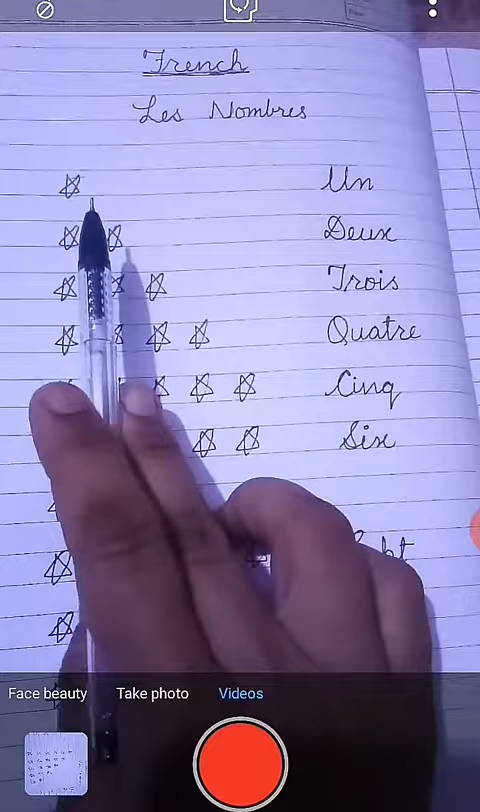 French
Les Nombres
Un
Deux
Trois
Quatre
Cinq
Six
Face beauty Take photo Videos